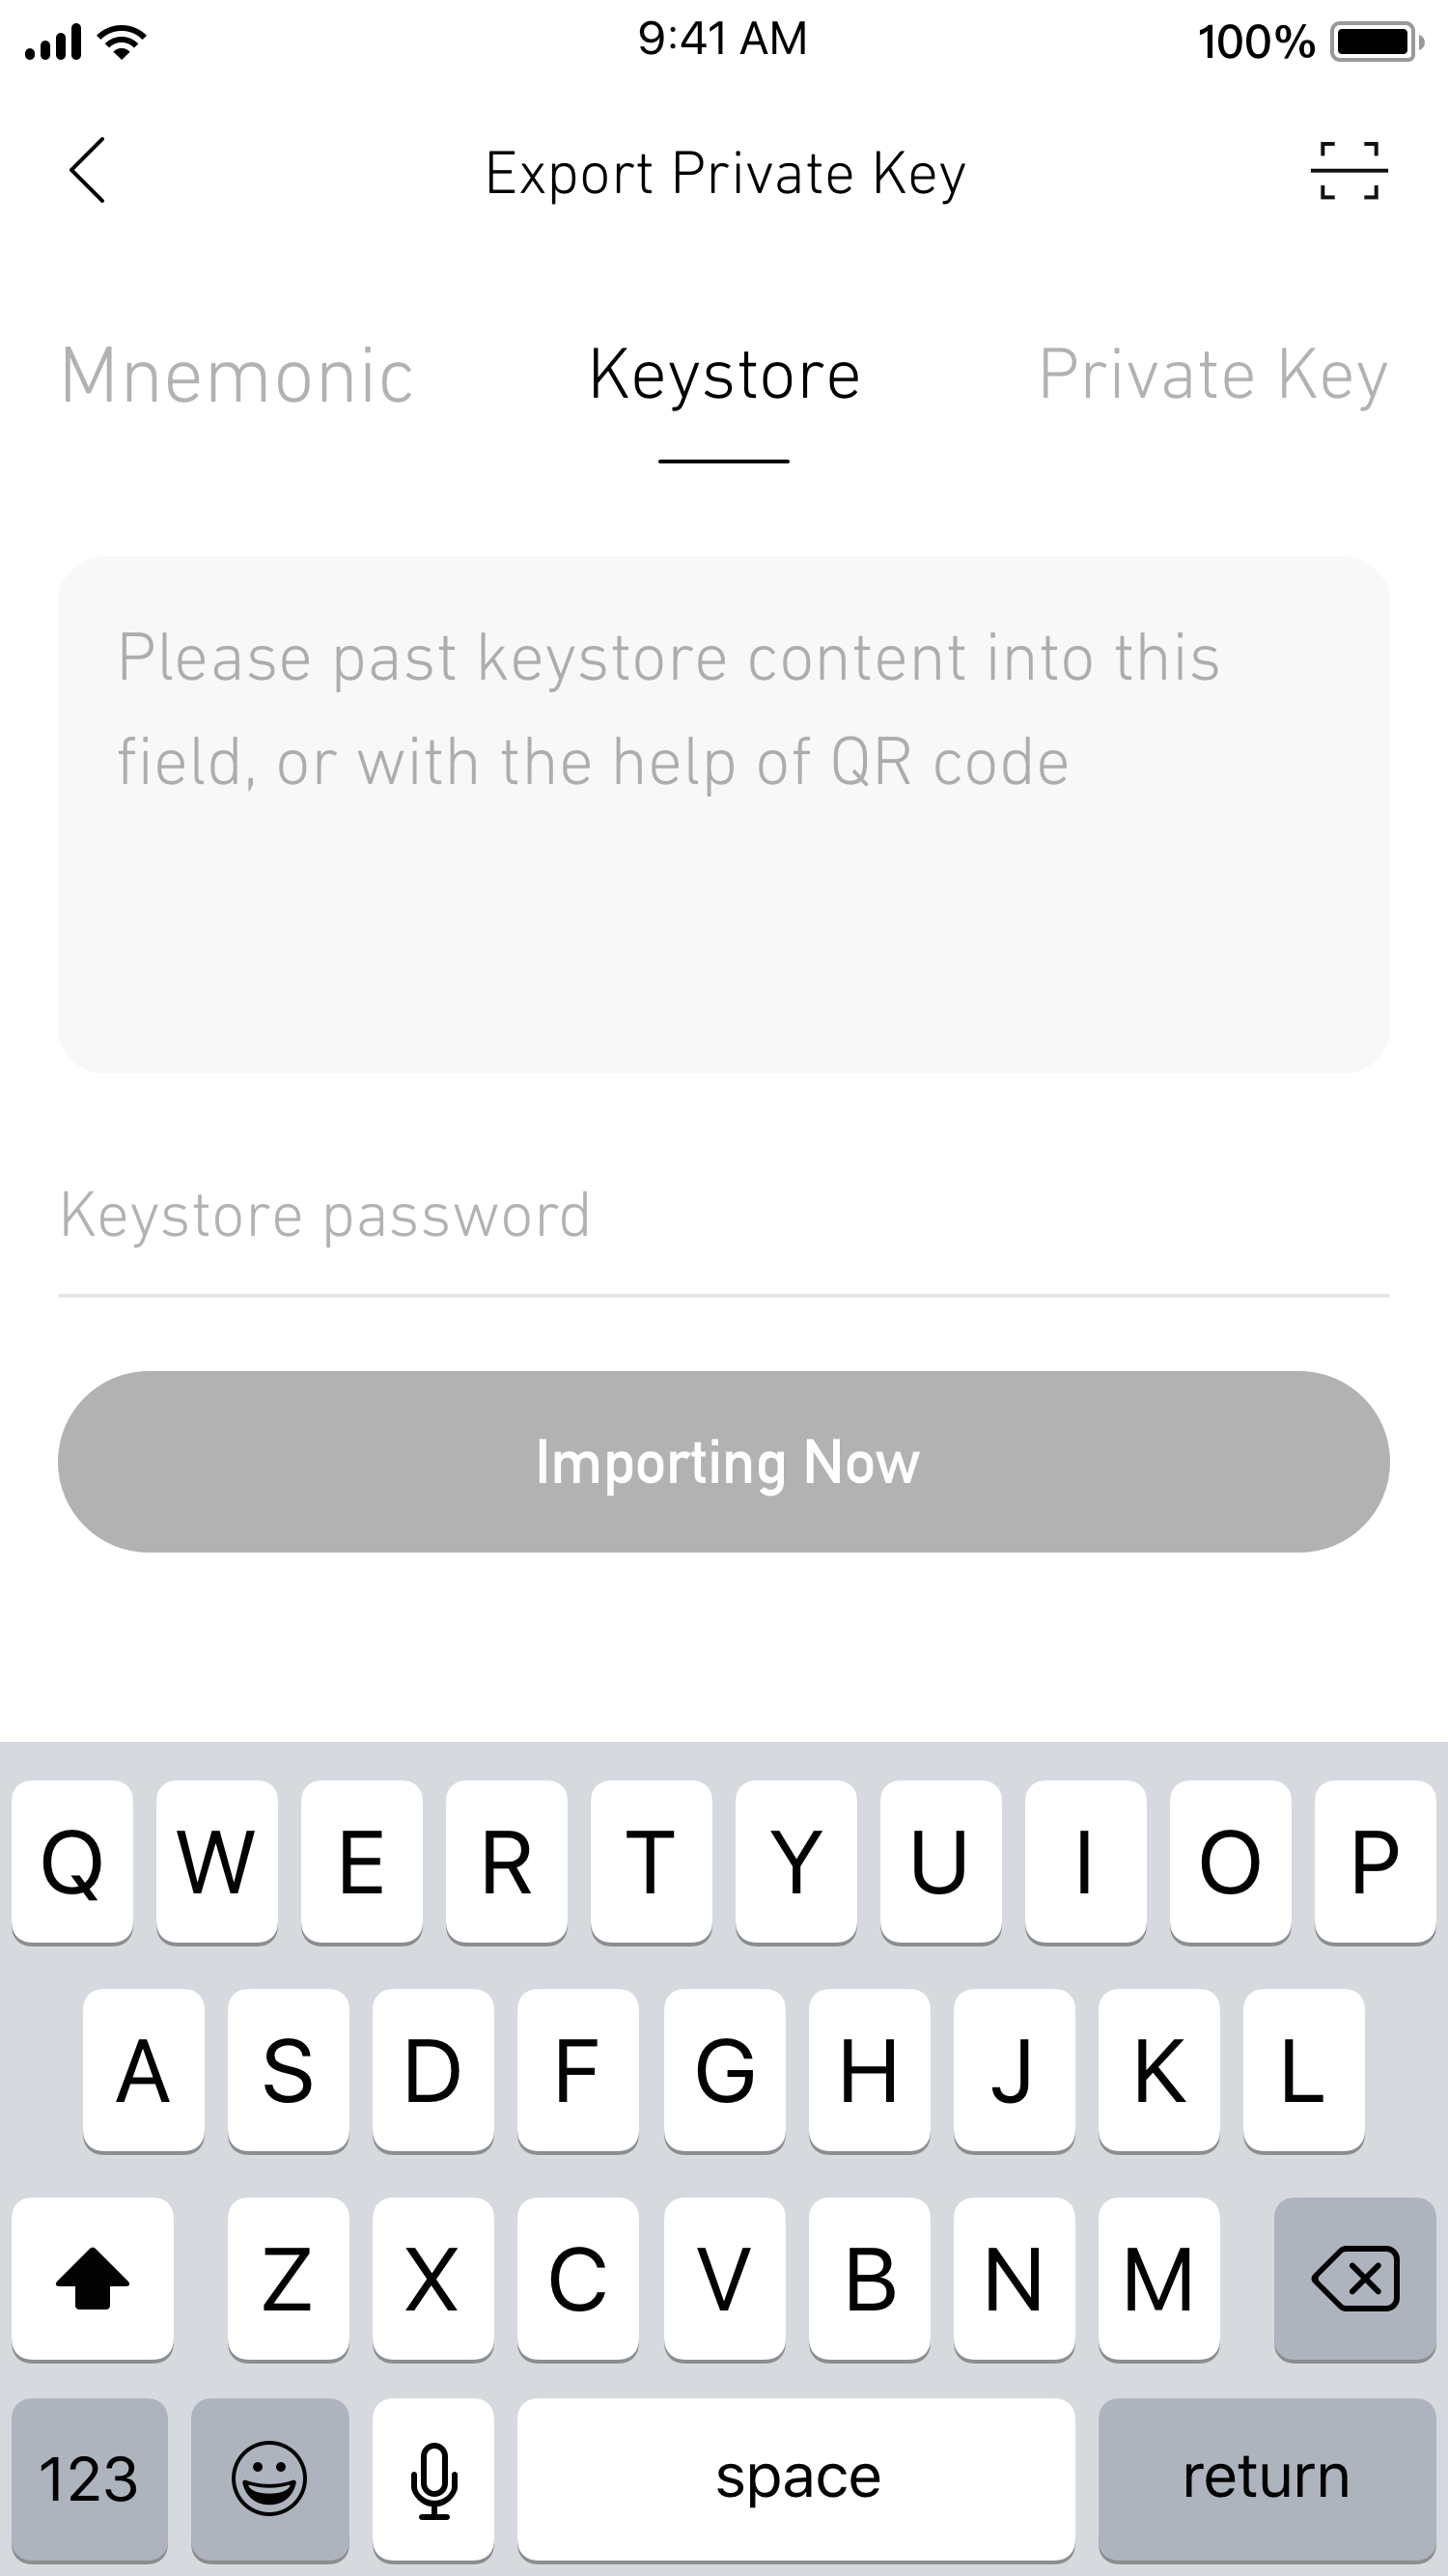 9:41 AM
100%
Export Private Key
Mnemonic
Keystore
Private Key
Please past keystore content into this
field, or with the help of QR code
Keystore password
Importing Now
Q W E R T Y U I O P
A S D F G H J K L
Z X C V B N M
123
space
return